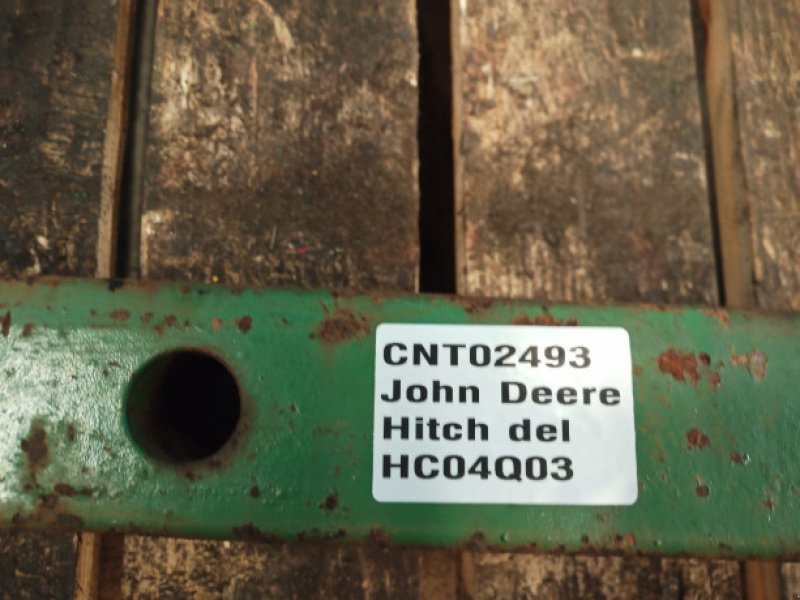 CNT02493
John Deere
Hitch del
HC04Q03